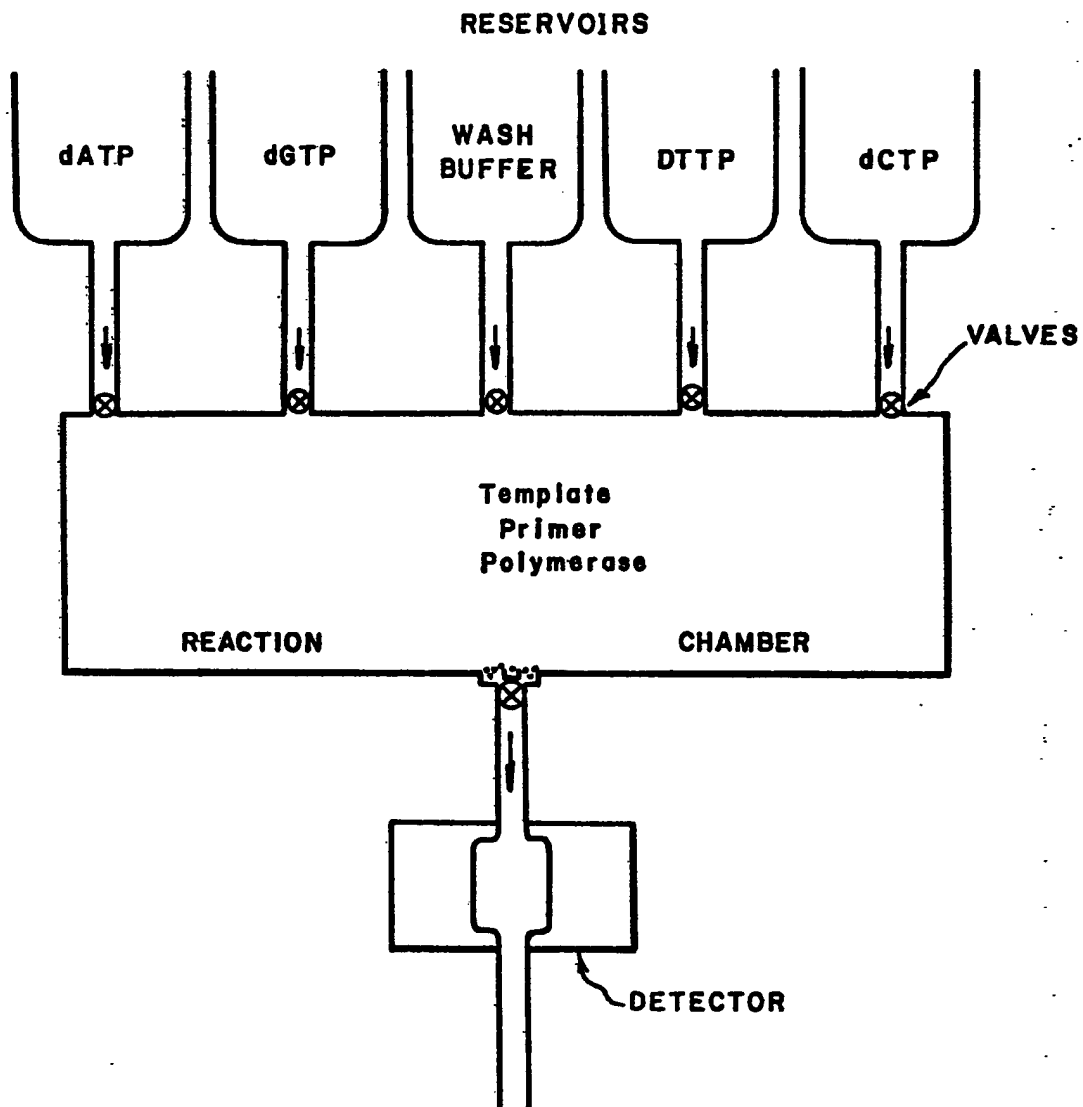 RESERVOIRS
dATP
dGTP
WASH
BUFFER
DTTP
dCTP
VALVES
Template
Primer
Polymerase
REACTION CHAMBER
DETECTOR